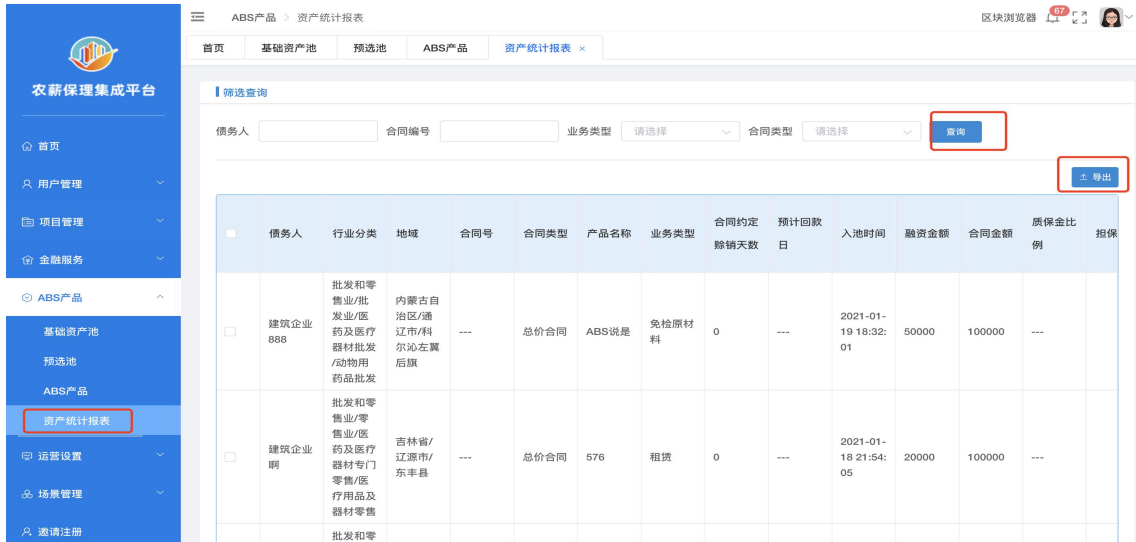 ABS产品 > 资产统计报表
区块浏览器
67
首页 基础资产池 预选池 ABS产品 资产统计报表 ×
农薪保理集成平台
首页
用户管理
项目管理
金融服务
ABS产品
基础资产池
预选池
ABS产品
资产统计报表
运营设置
场景管理
邀请注册
筛选查询
债务人 合同编号 业务类型 请选择 合同类型 请选择 查询
导出
债务人 行业分类 地域 合同号 合同类型 产品名称 业务类型 合同约定 预计回款 入池时间 融资金额 合同金额 质保金比 担保
赊销天数 日 例
批发和零
售业/批
发业/医
药及医疗
器材批发
/动物用
药品批发
内蒙古自
治区/通
辽市/科
尔沁左翼
后旗
建筑企业
888
--- 总价合同 ABS说是
免检原材
料
0 ---
2021-01-
19 18:32:
01
50000 100000 ---
批发和零
售业/零
售业/医
药及医疗
器材专门
零售/医
疗用品及
器材零售
建筑企业
啊
吉林省/
辽源市/
东丰县
--- 总价合同 576 租赁 0 ---
2021-01-
18 21:54:
05
20000 100000 ---
批发和零